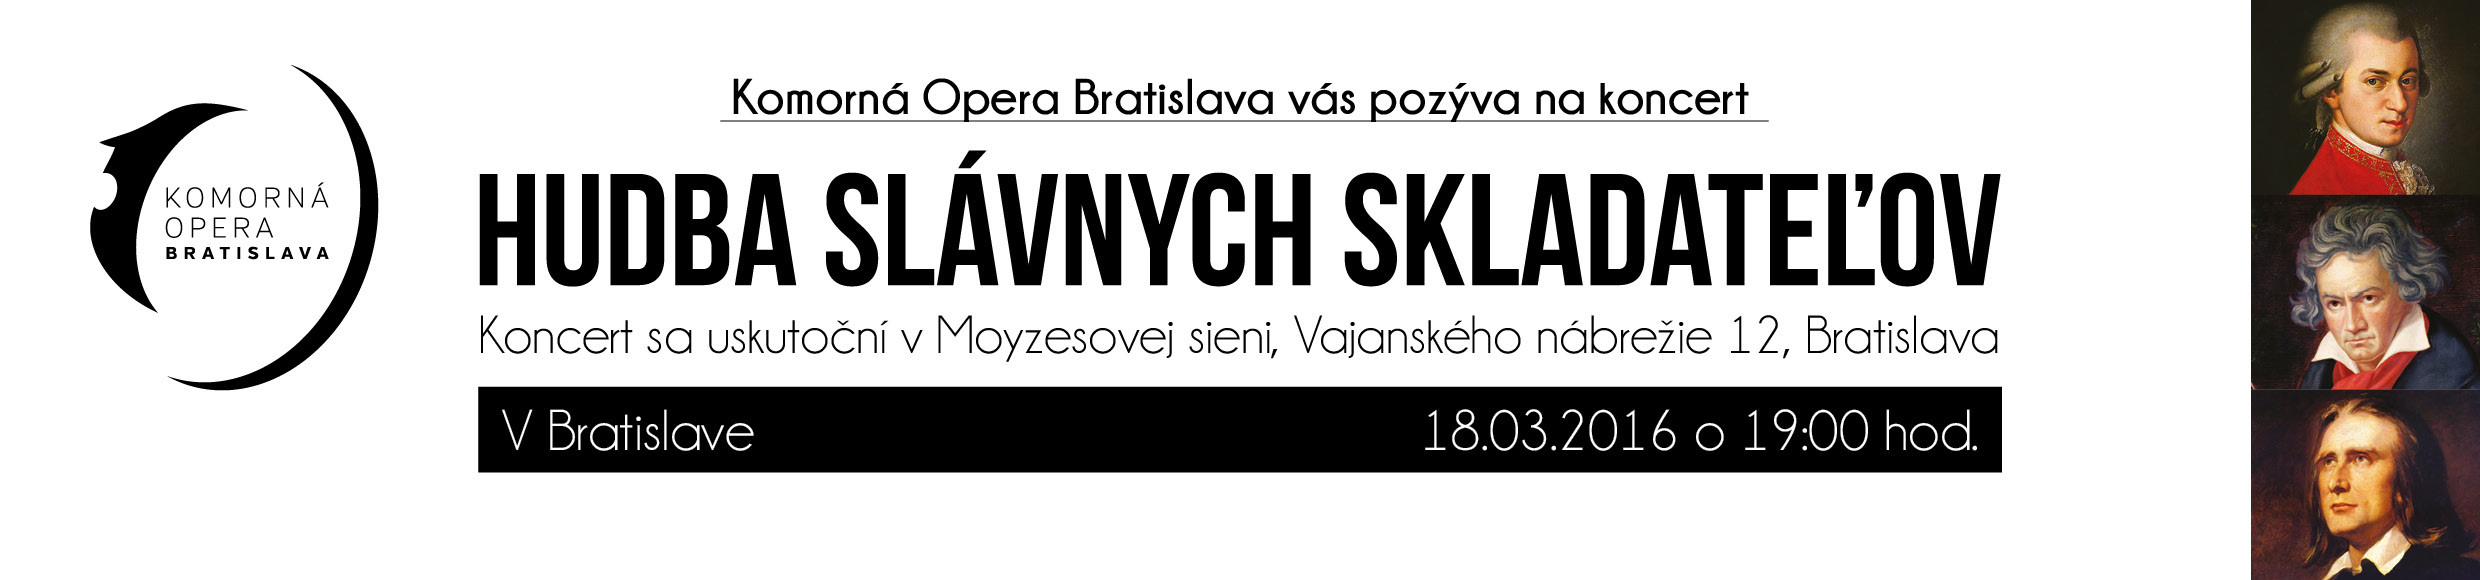 KOMORNÁ
OPERA
BRATISLAVA
Komorná Opera Bratislava vás pozýva na koncert
HUDBA SLÁVNYCH SKLADATEĽOV
Koncert sa uskutoční v Moyzesovej sieni, Vajanského nábrežie 12, Bratislava
V Bratislave 18.03.2016 o 19:00 hod.